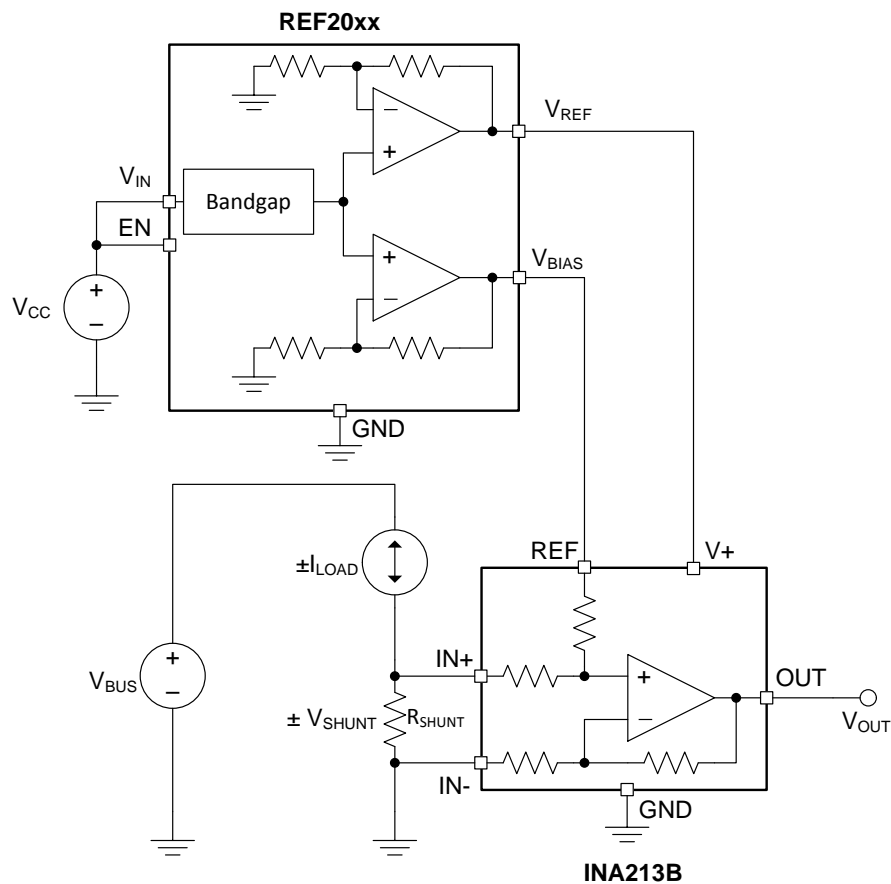 REF20xx
V_REF
V_IN
Bandgap
EN
V_BIAS
V_CC
GND
REF
V+
±I_LOAD
IN+
OUT
V_BUS
± V_SHUNT
R_SHUNT
V_OUT
IN-
GND
INA213B
+
−
+
−
+
−
+
−
+
−